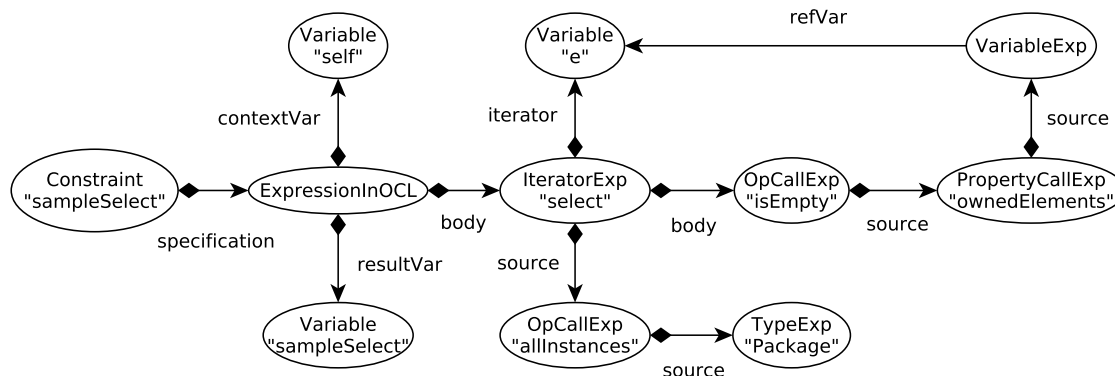 Variable
"self"
Variable
"e"
refVar
VariableExp
contextVar
iterator
source
Constraint
"sampleSelect"
ExpressionInOCL
IteratorExp
"select"
OpCallExp
"isEmpty"
PropertyCallExp
"ownedElements"
specification
body
body
source
resultVar
source
Variable
"sampleSelect"
OpCallExp
"allInstances"
TypeExp
"Package"
source